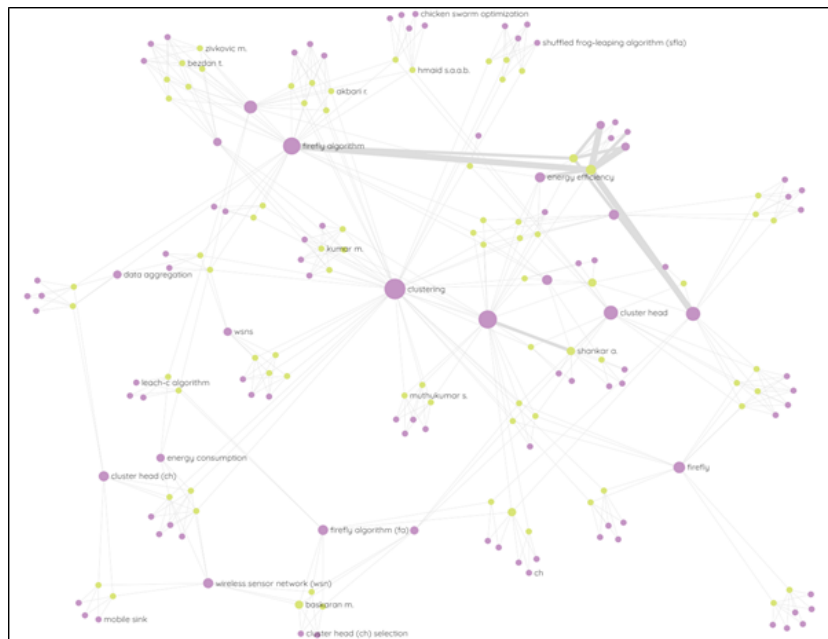 chicken swarm optimization
zivkovic m.
shuffled frog-leaping algorithm (sfla)
bezdan t.
hmaid s.a.a.b.
akbari r.
firefly algorithm
energy efficiency
kumar m.
data aggregation
clustering
cluster head
wsns
shankar a.
leach-c algorithm
muthukumar s.
energy consumption
firefly
cluster head (ch)
firefly algorithm (fa)
ch
wireless sensor network (wsn)
baskaran m.
mobile sink
cluster head (ch) selection